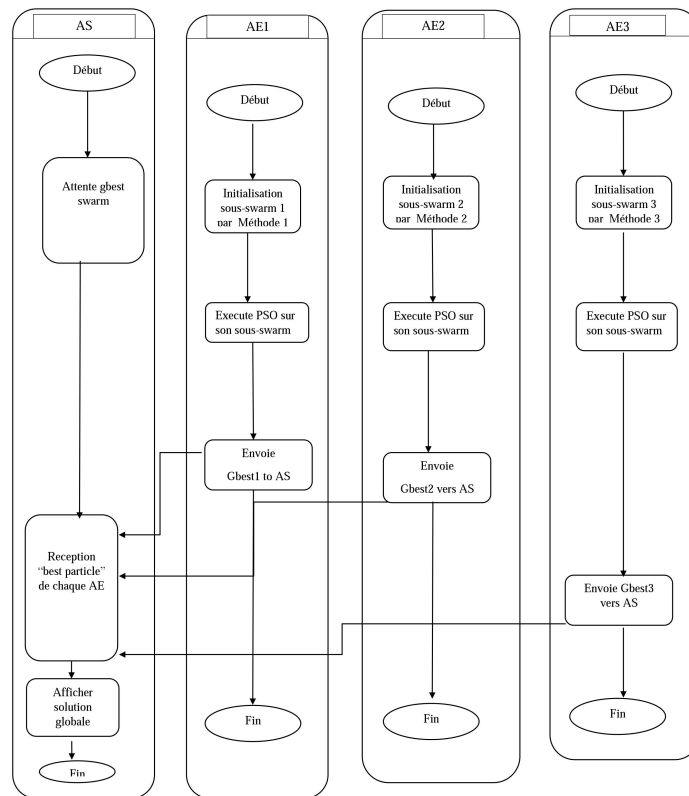 AS
Début
Attente gbest
swarm
Reception
“best particle”
de chaque AE
Afficher
solution
globale
Fin
AE1
Début
Initialisation
sous-swarm 1
par Méthode 1
Execute PSO sur
son sous-swarm
Envoie
Gbest1 to AS
Fin
AE2
Début
Initialisation
sous-swarm 2
par Méthode 2
Execute PSO sur
son sous-swarm
Envoie
Gbest2 vers AS
Fin
AE3
Début
Initialisation
sous-swarm 3
par Méthode 3
Execute PSO sur
son sous-swarm
Envoie Gbest3
vers AS
Fin